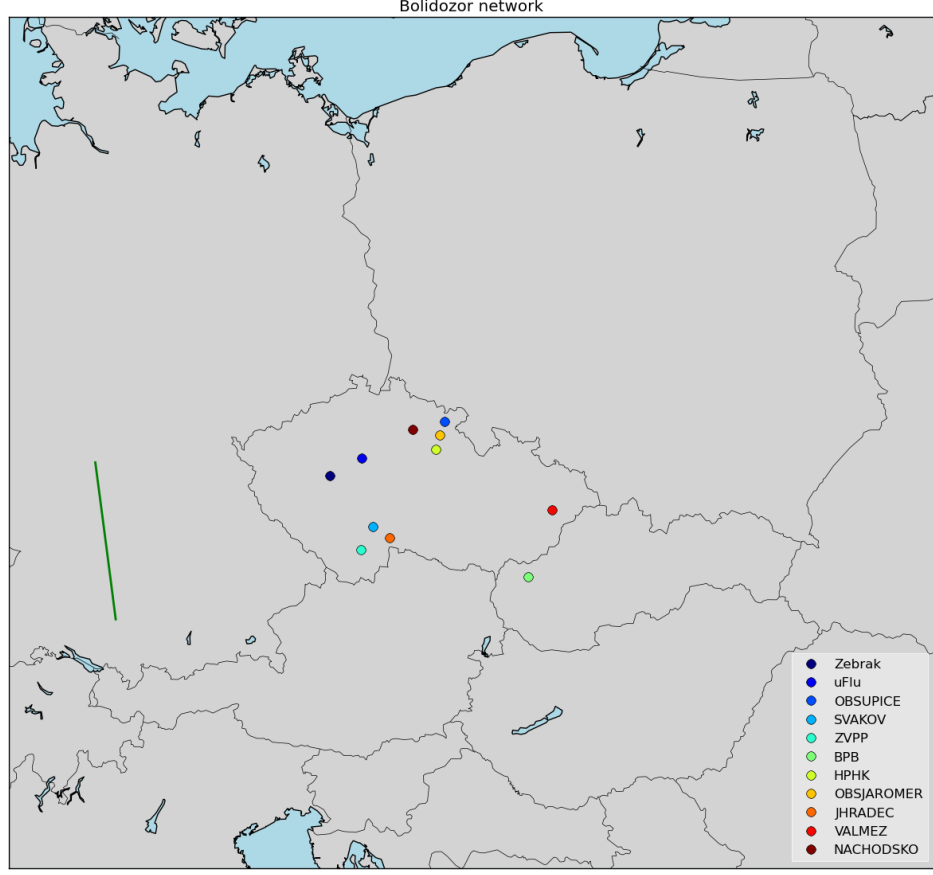 Bolidozor network
Zebrak
uFlu
OBSUPICE
SVAKOV
ZVPP
BPB
HPHK
OBSJAROMER
JHRADEC
VALMEZ
NACHODSKO